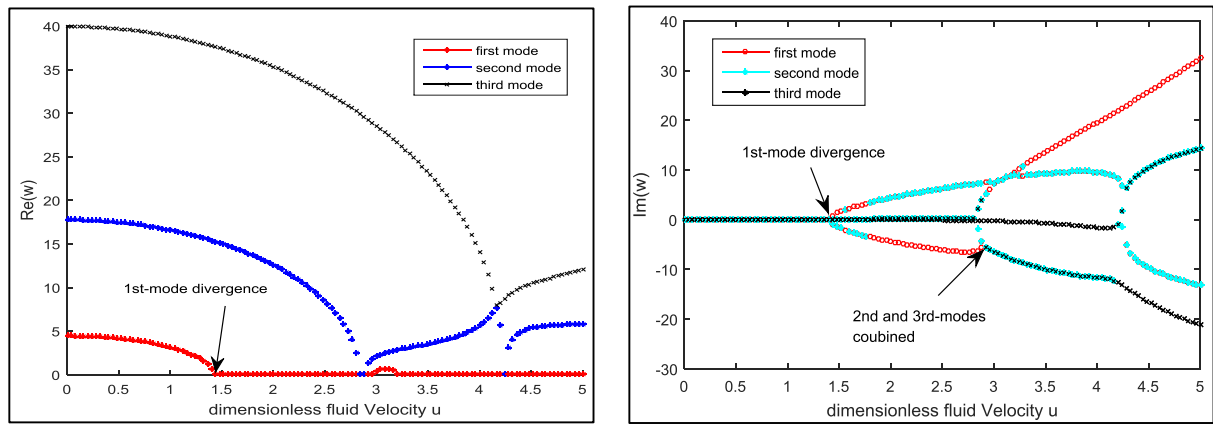 40
35
30
25
20
15
10
5
0
Re(w)
first mode
second mode
third mode
1st-mode divergence
0 0.5 1 1.5 2 2.5 3 3.5 4 4.5 5
dimensionless fluid Velocity u
40
30
20
10
0
-10
-20
-30
Im(w)
first mode
second mode
third mode
1st-mode divergence
2nd and 3rd-modes
coubined
0 0.5 1 1.5 2 2.5 3 3.5 4 4.5 5
dimensionless fluid Velocity u